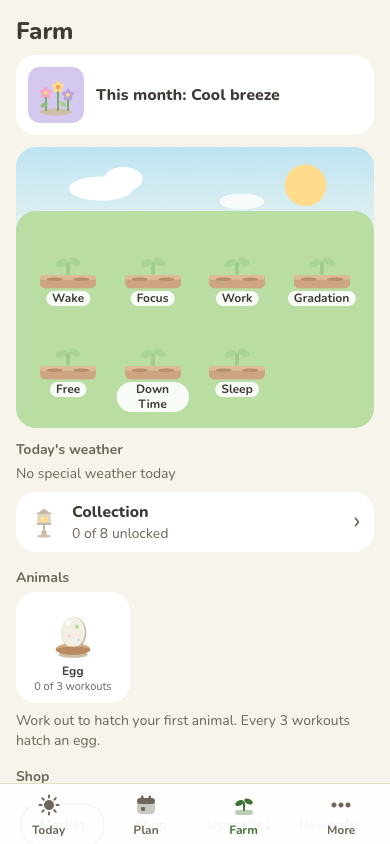 Farm
This month: Cool breeze
Wake
Focus
Work
Gradation
Free
Down
Time
Sleep
Today's weather
No special weather today
Collection
0 of 8 unlocked
›
Animals
Egg
0 of 3 workouts
Work out to hatch your first animal. Every 3 workouts
hatch an egg.
Shop
Today
Plan
Farm
More